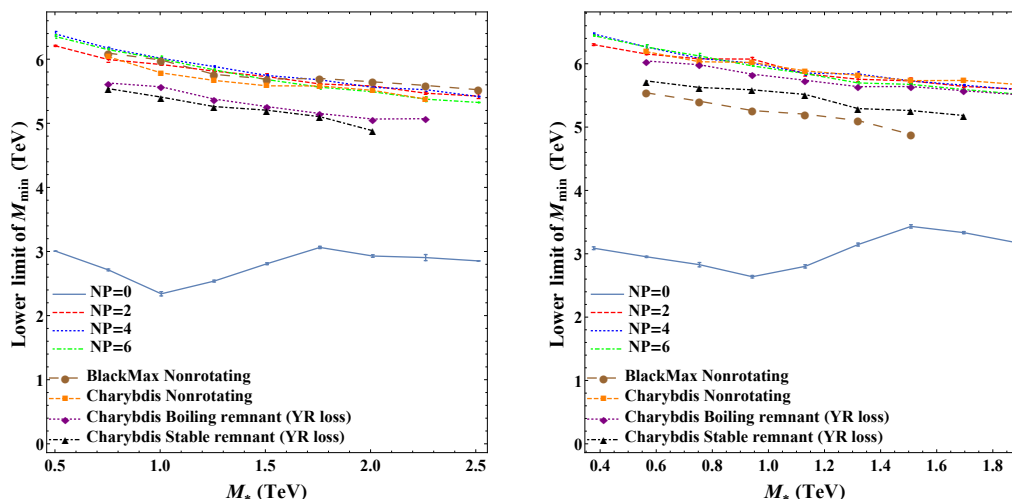 6
5
4
3
2
1
0
Lower limit of M_min (TeV)
NP=0
NP=2
NP=4
NP=6
BlackMax Nonrotating
Charybdis Nonrotating
Charybdis Boiling remnant (YR loss)
Charybdis Stable remnant (YR loss)
0.5 1.0 1.5 2.0 2.5
M_* (TeV)
6
5
4
3
2
1
0
Lower limit of M_min (TeV)
NP=0
NP=2
NP=4
NP=6
BlackMax Nonrotating
Charybdis Nonrotating
Charybdis Boiling remnant (YR loss)
Charybdis Stable remnant (YR loss)
0.4 0.6 0.8 1.0 1.2 1.4 1.6 1.8
M_* (TeV)